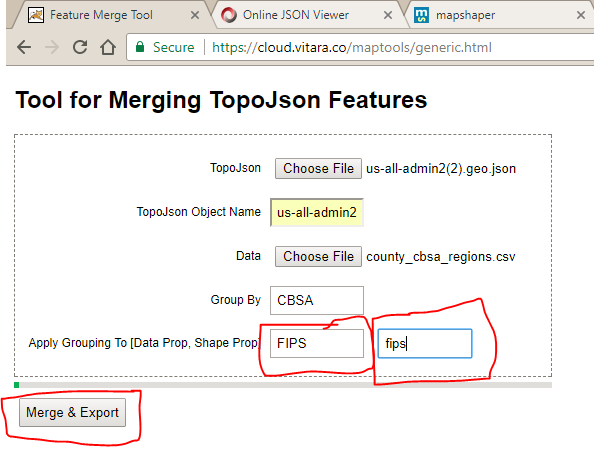 Feature Merge Tool
Online JSON Viewer
ms mapshaper
Secure https://cloud.vitara.co/maptools/generic.html
Tool for Merging TopoJson Features
TopoJson Choose File us-all-admin2(2).geo.json
TopoJson Object Name us-all-admin2
Data Choose File county_cbsa_regions.csv
Group By CBSA
Apply Grouping To [Data Prop, Shape Prop] FIPS fips
Merge & Export